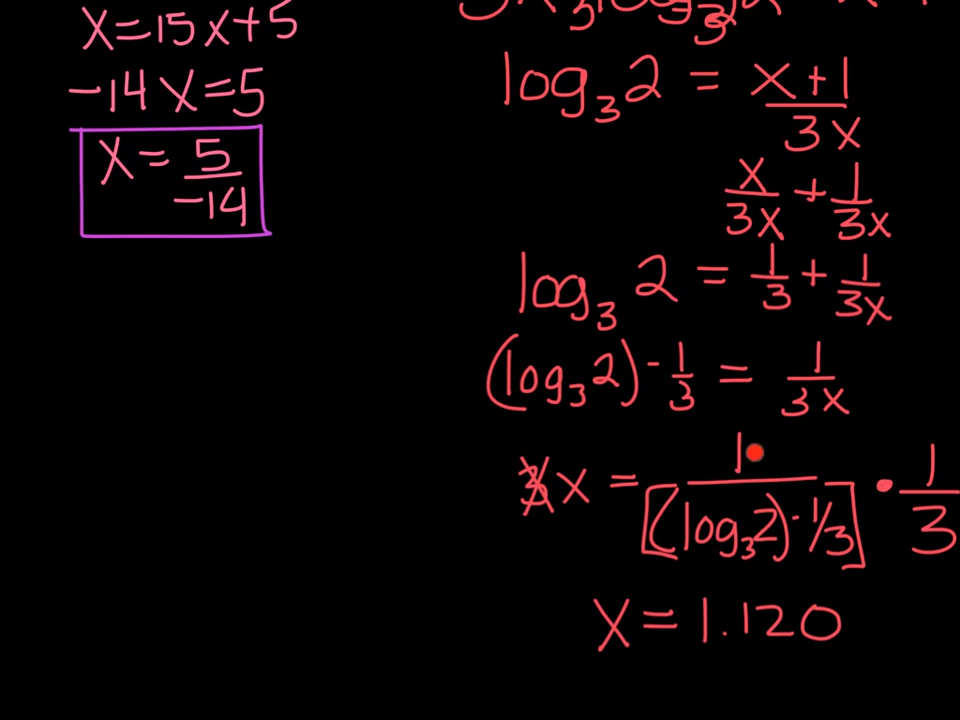 x=15x+5
-14x=5
x = 5/-14
log₃2 = x+1/3x
x/3x + 1/3x
log₃2 = 1/3 + 1/3x
(log₃2) - 1/3 = 1/3x
x = 1/[(log₃2) - 1/3] • 1/3
x = 1.120